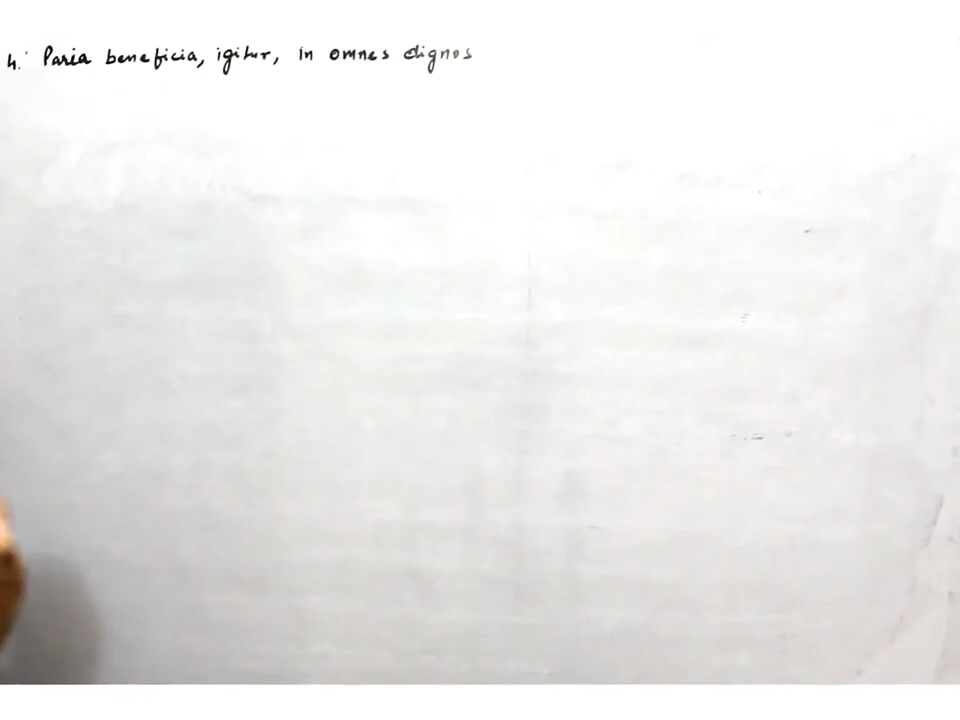 4. Paria beneficia, igitur, in omnes dignos